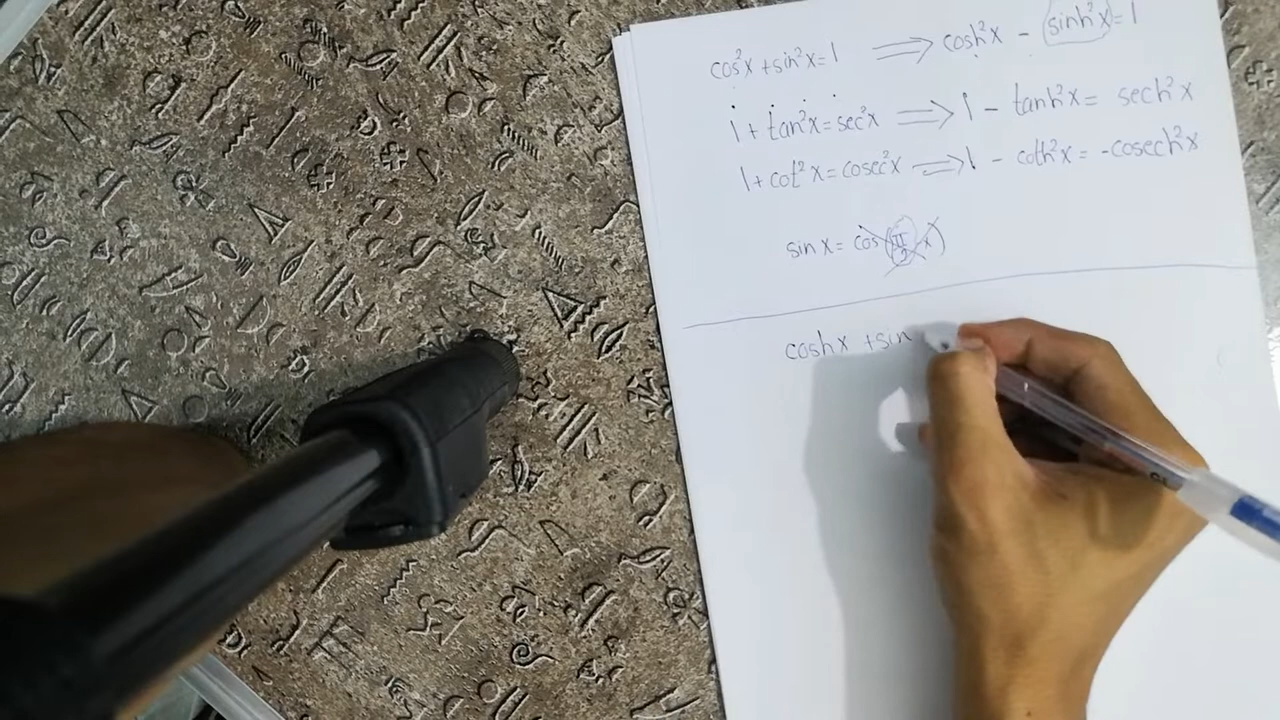 cos²x + sin²x = 1 ⟹ cosh²x - sinh²x = 1
1 + tan²x = sec²x ⟹ 1 - tanh²x = sech²x
1 + cot²x = cosec²x ⟹ 1 - coth²x = -cosech²x
sin x = cos(π/2 - x)
coshx + sin